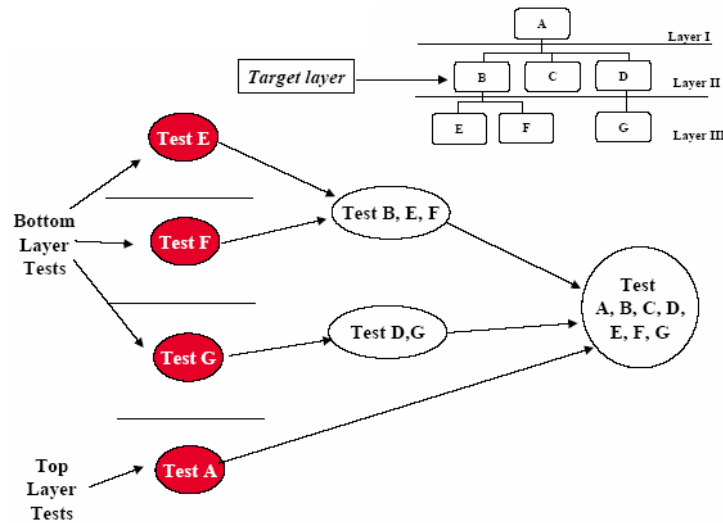 A
Layer I
Target layer
B
C
D
Layer II
E
F
G
Layer III
Test E
Bottom
Layer
Tests
Test F
Test B, E, F
Test G
Test D,G
Test
A, B, C, D,
E, F, G
Top
Layer
Tests
Test A